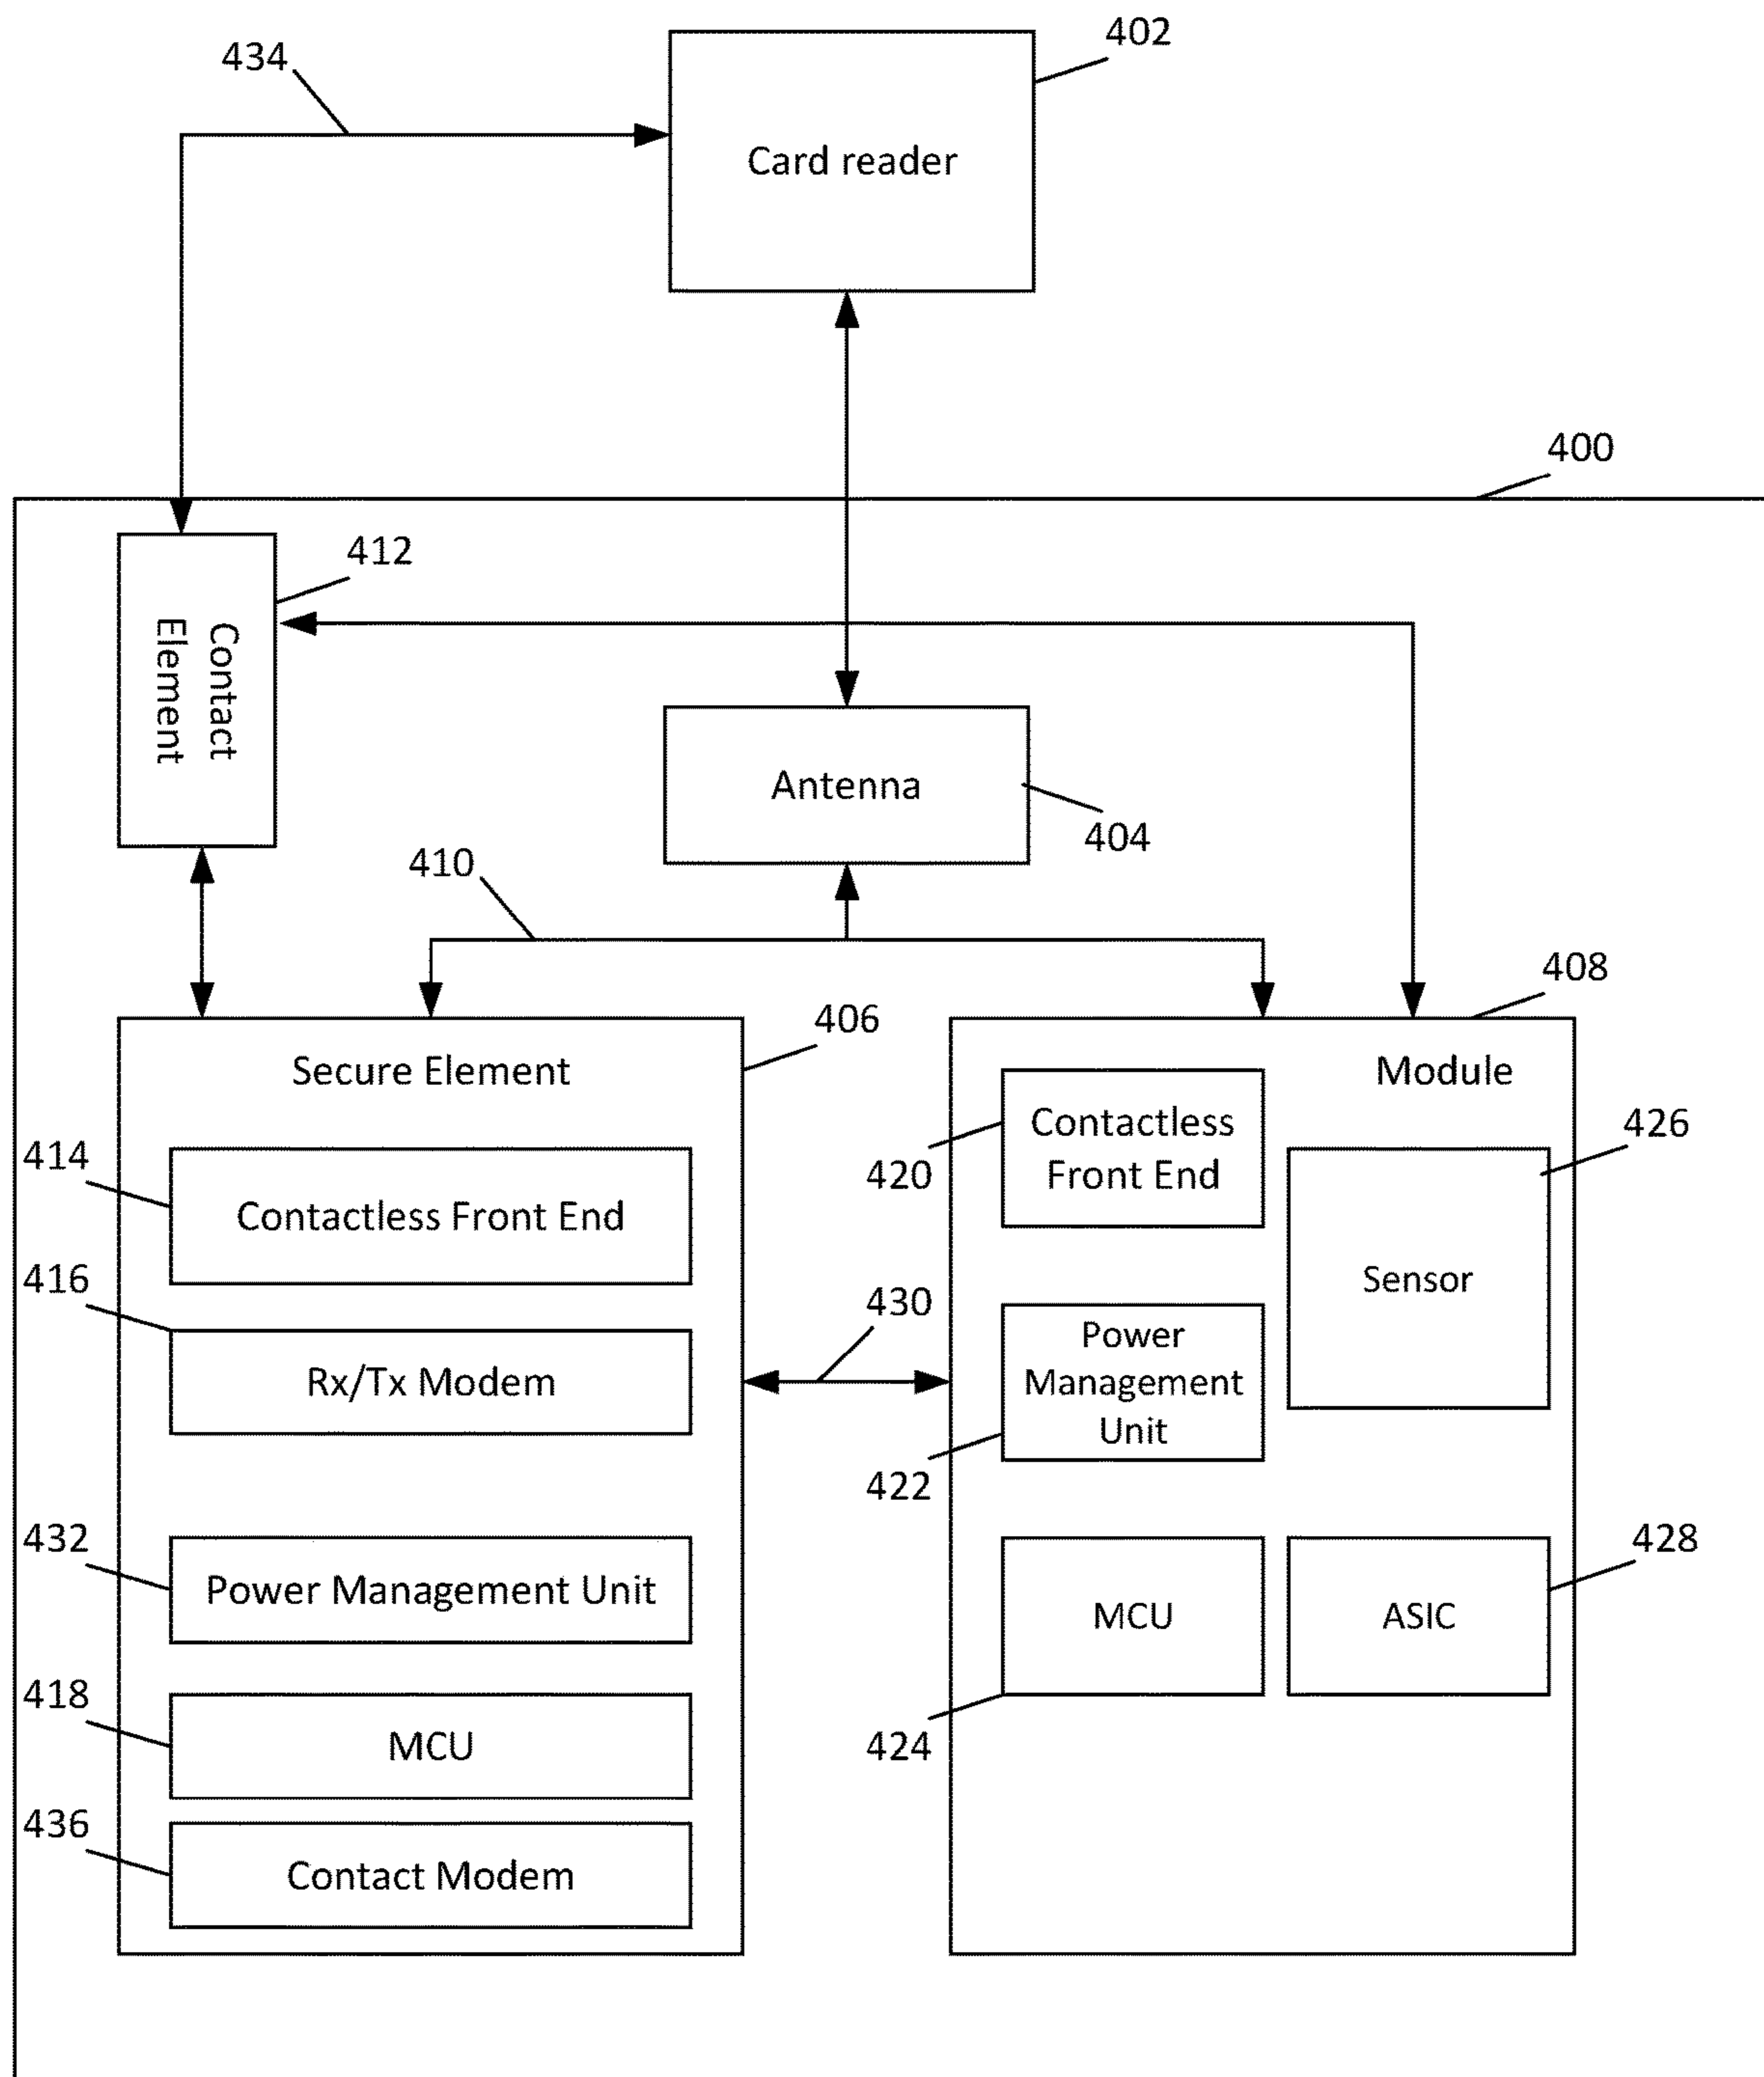 402
434
Card reader
400
412
Contact
Element
Antenna
404
410
408
406
Secure Element
Module
414
Contactless Front End
420
Contactless
Front End
426
Sensor
416
Rx/Tx Modem
430
Power
Management
Unit
422
432
Power Management Unit
MCU
ASIC
428
418
MCU
424
436
Contact Modem